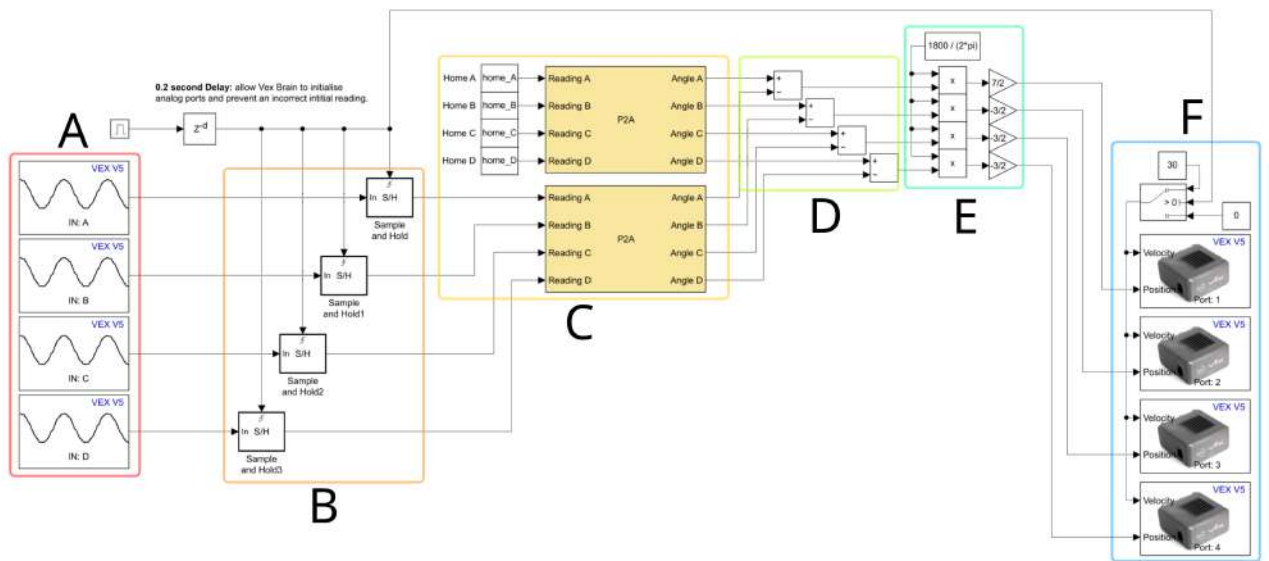 A
0.2 second Delay: allow Vex Brain to initialise
analog ports and prevent an incorrect intitial reading.
z-d
VEX V5
IN: A
VEX V5
IN: B
VEX V5
IN: C
VEX V5
IN: D
In S/H
Sample
and Hold
In S/H
Sample
and Hold1
In S/H
Sample
and Hold2
In S/H
Sample
and Hold3
B
Home A home_A
Home B home_B
Home C home_C
Home D home_D
Reading A Angle A
Reading B Angle B
P2A
Reading C Angle C
Reading D Angle D
Reading A Angle A
Reading B Angle B
P2A
Reading C Angle C
Reading D Angle D
C
+
−
+
−
+
−
+
−
D
1800 / (2*pi)
x
x
x
x
7/2
-3/2
-3/2
-3/2
E
F
30
> 0
0
VEX V5
Velocity
Position
Port: 1
VEX V5
Velocity
Position
Port: 2
VEX V5
Velocity
Position
Port: 3
VEX V5
Velocity
Position
Port: 4